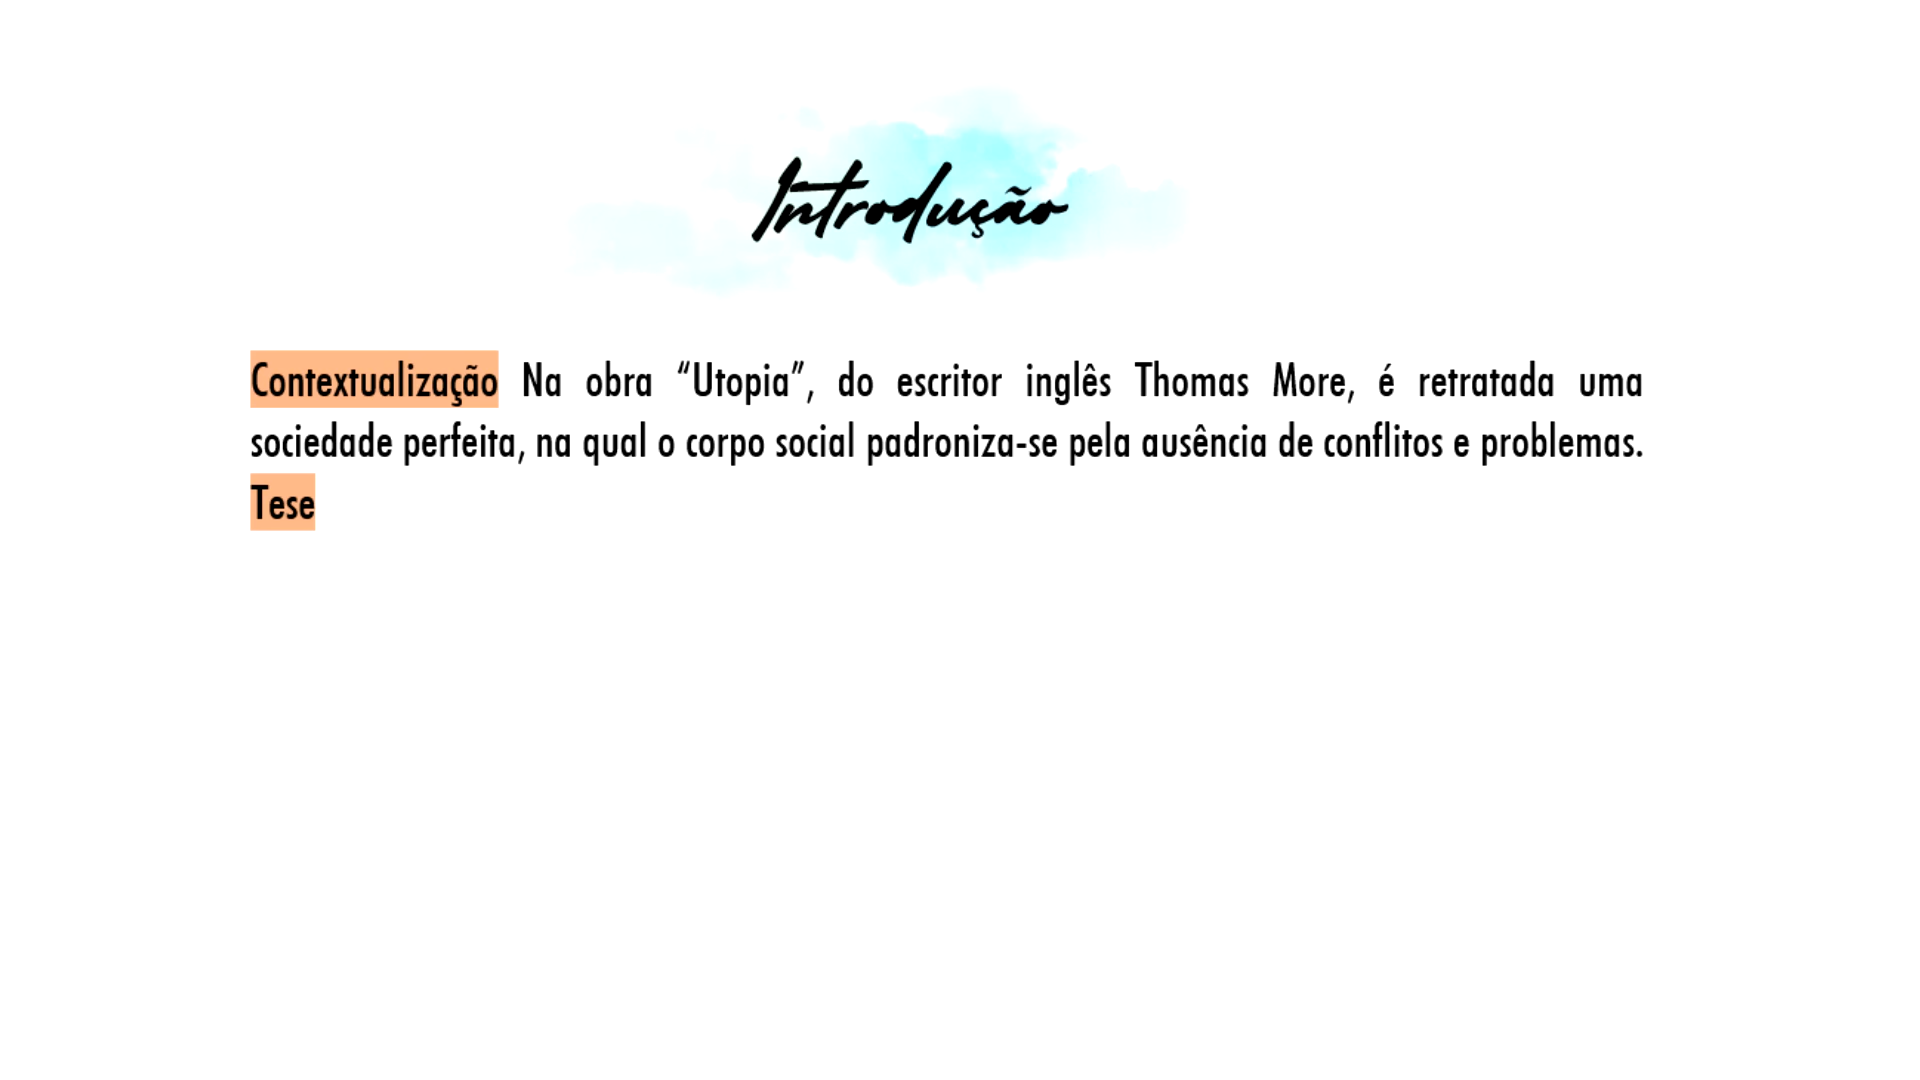 Introdução
Contextualização Na obra “Utopia”, do escritor inglês Thomas More, é retratada uma
sociedade perfeita, na qual o corpo social padroniza-se pela ausência de conflitos e problemas.
Tese